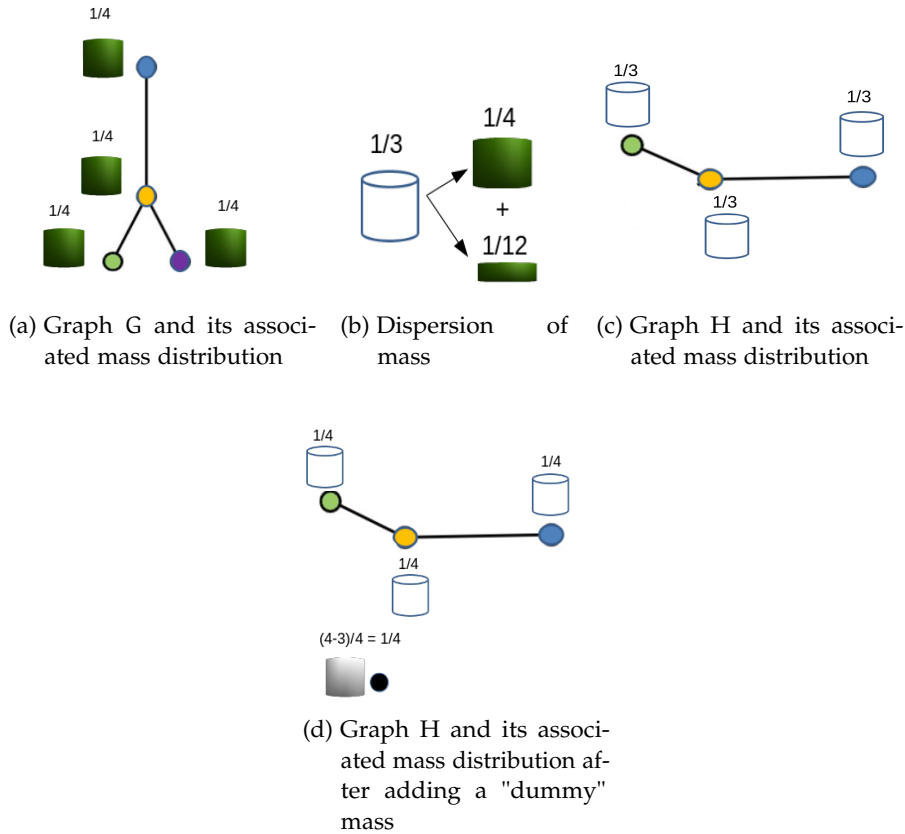 1/4
1/4
1/4
1/4
(a) Graph G and its associ-
ated mass distribution
1/3
1/4
+
1/12
(b) Dispersion of
mass
1/3
1/3
1/3
(c) Graph H and its associ-
ated mass distribution
1/4
1/4
1/4
(4-3)/4 = 1/4
(d) Graph H and its associ-
ated mass distribution af-
ter adding a "dummy"
mass